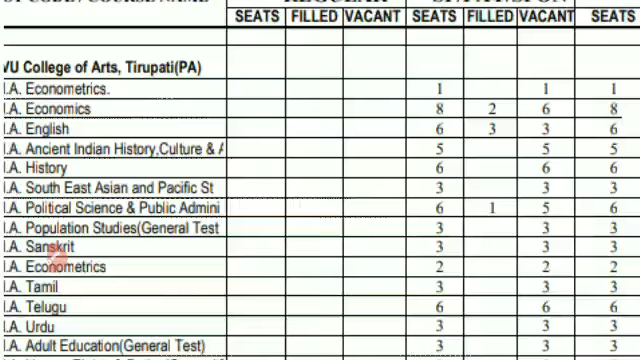 REGULAR
SEATS FILLED VACANT SEATS FILLED VACANT SEATS
VU College of Arts, Tirupati(PA)
.A. Econometrics. 1 1 1
.A. Economics 8 2 6 8
.A. English 6 3 3 6
.A. Ancient Indian History,Culture & A 5 5 5
.A. History 6 6 6
.A. South East Asian and Pacific St 3 3 3
.A. Political Science & Public Admini 6 1 5 6
.A. Population Studies(General Test 3 3 3
.A. Sanskrit 3 3 3
.A. Econometrics 2 2 2
.A. Tamil 3 3 3
.A. Telugu 6 6 6
.A. Urdu 3 3 3
.A. Adult Education(General Test) 3 3 3